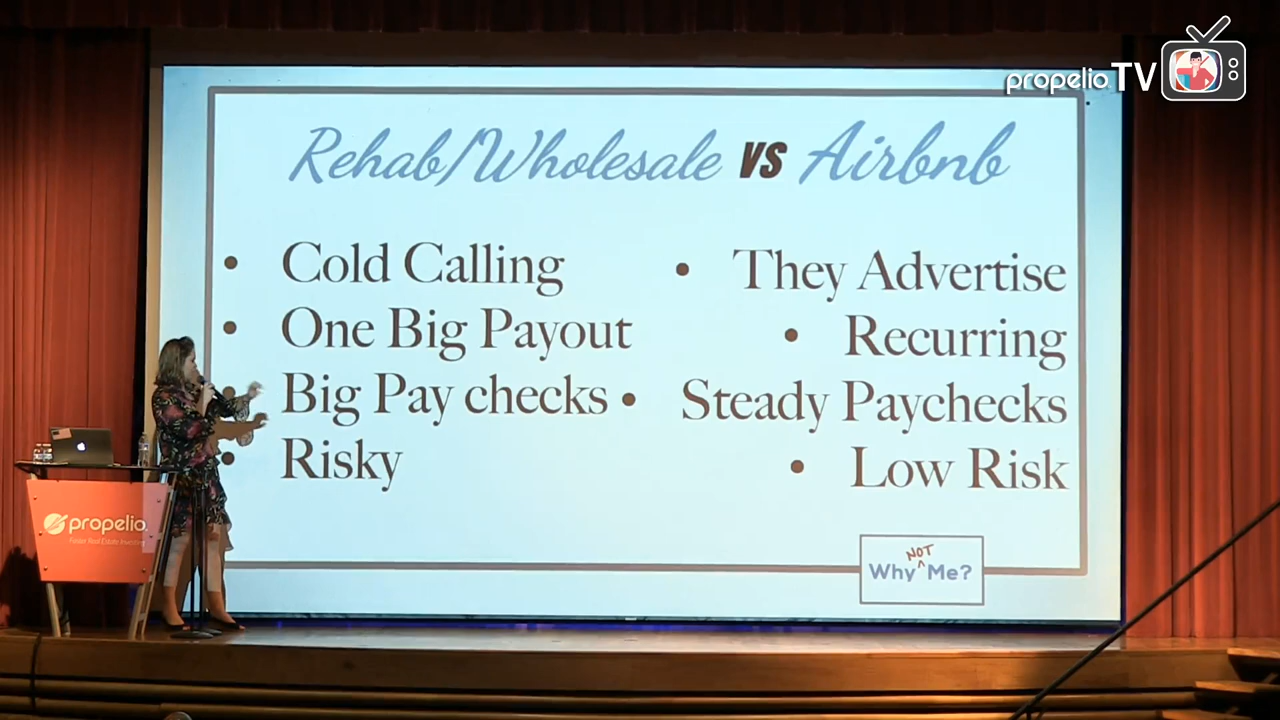 propelio TV
Rehab/Wholesale VS Airbnb
• Cold Calling
• They Advertise
• One Big Payout
• Recurring
• Big Pay checks
• Steady Paychecks
• Risky
• Low Risk
Why NOT Me?
propelio.